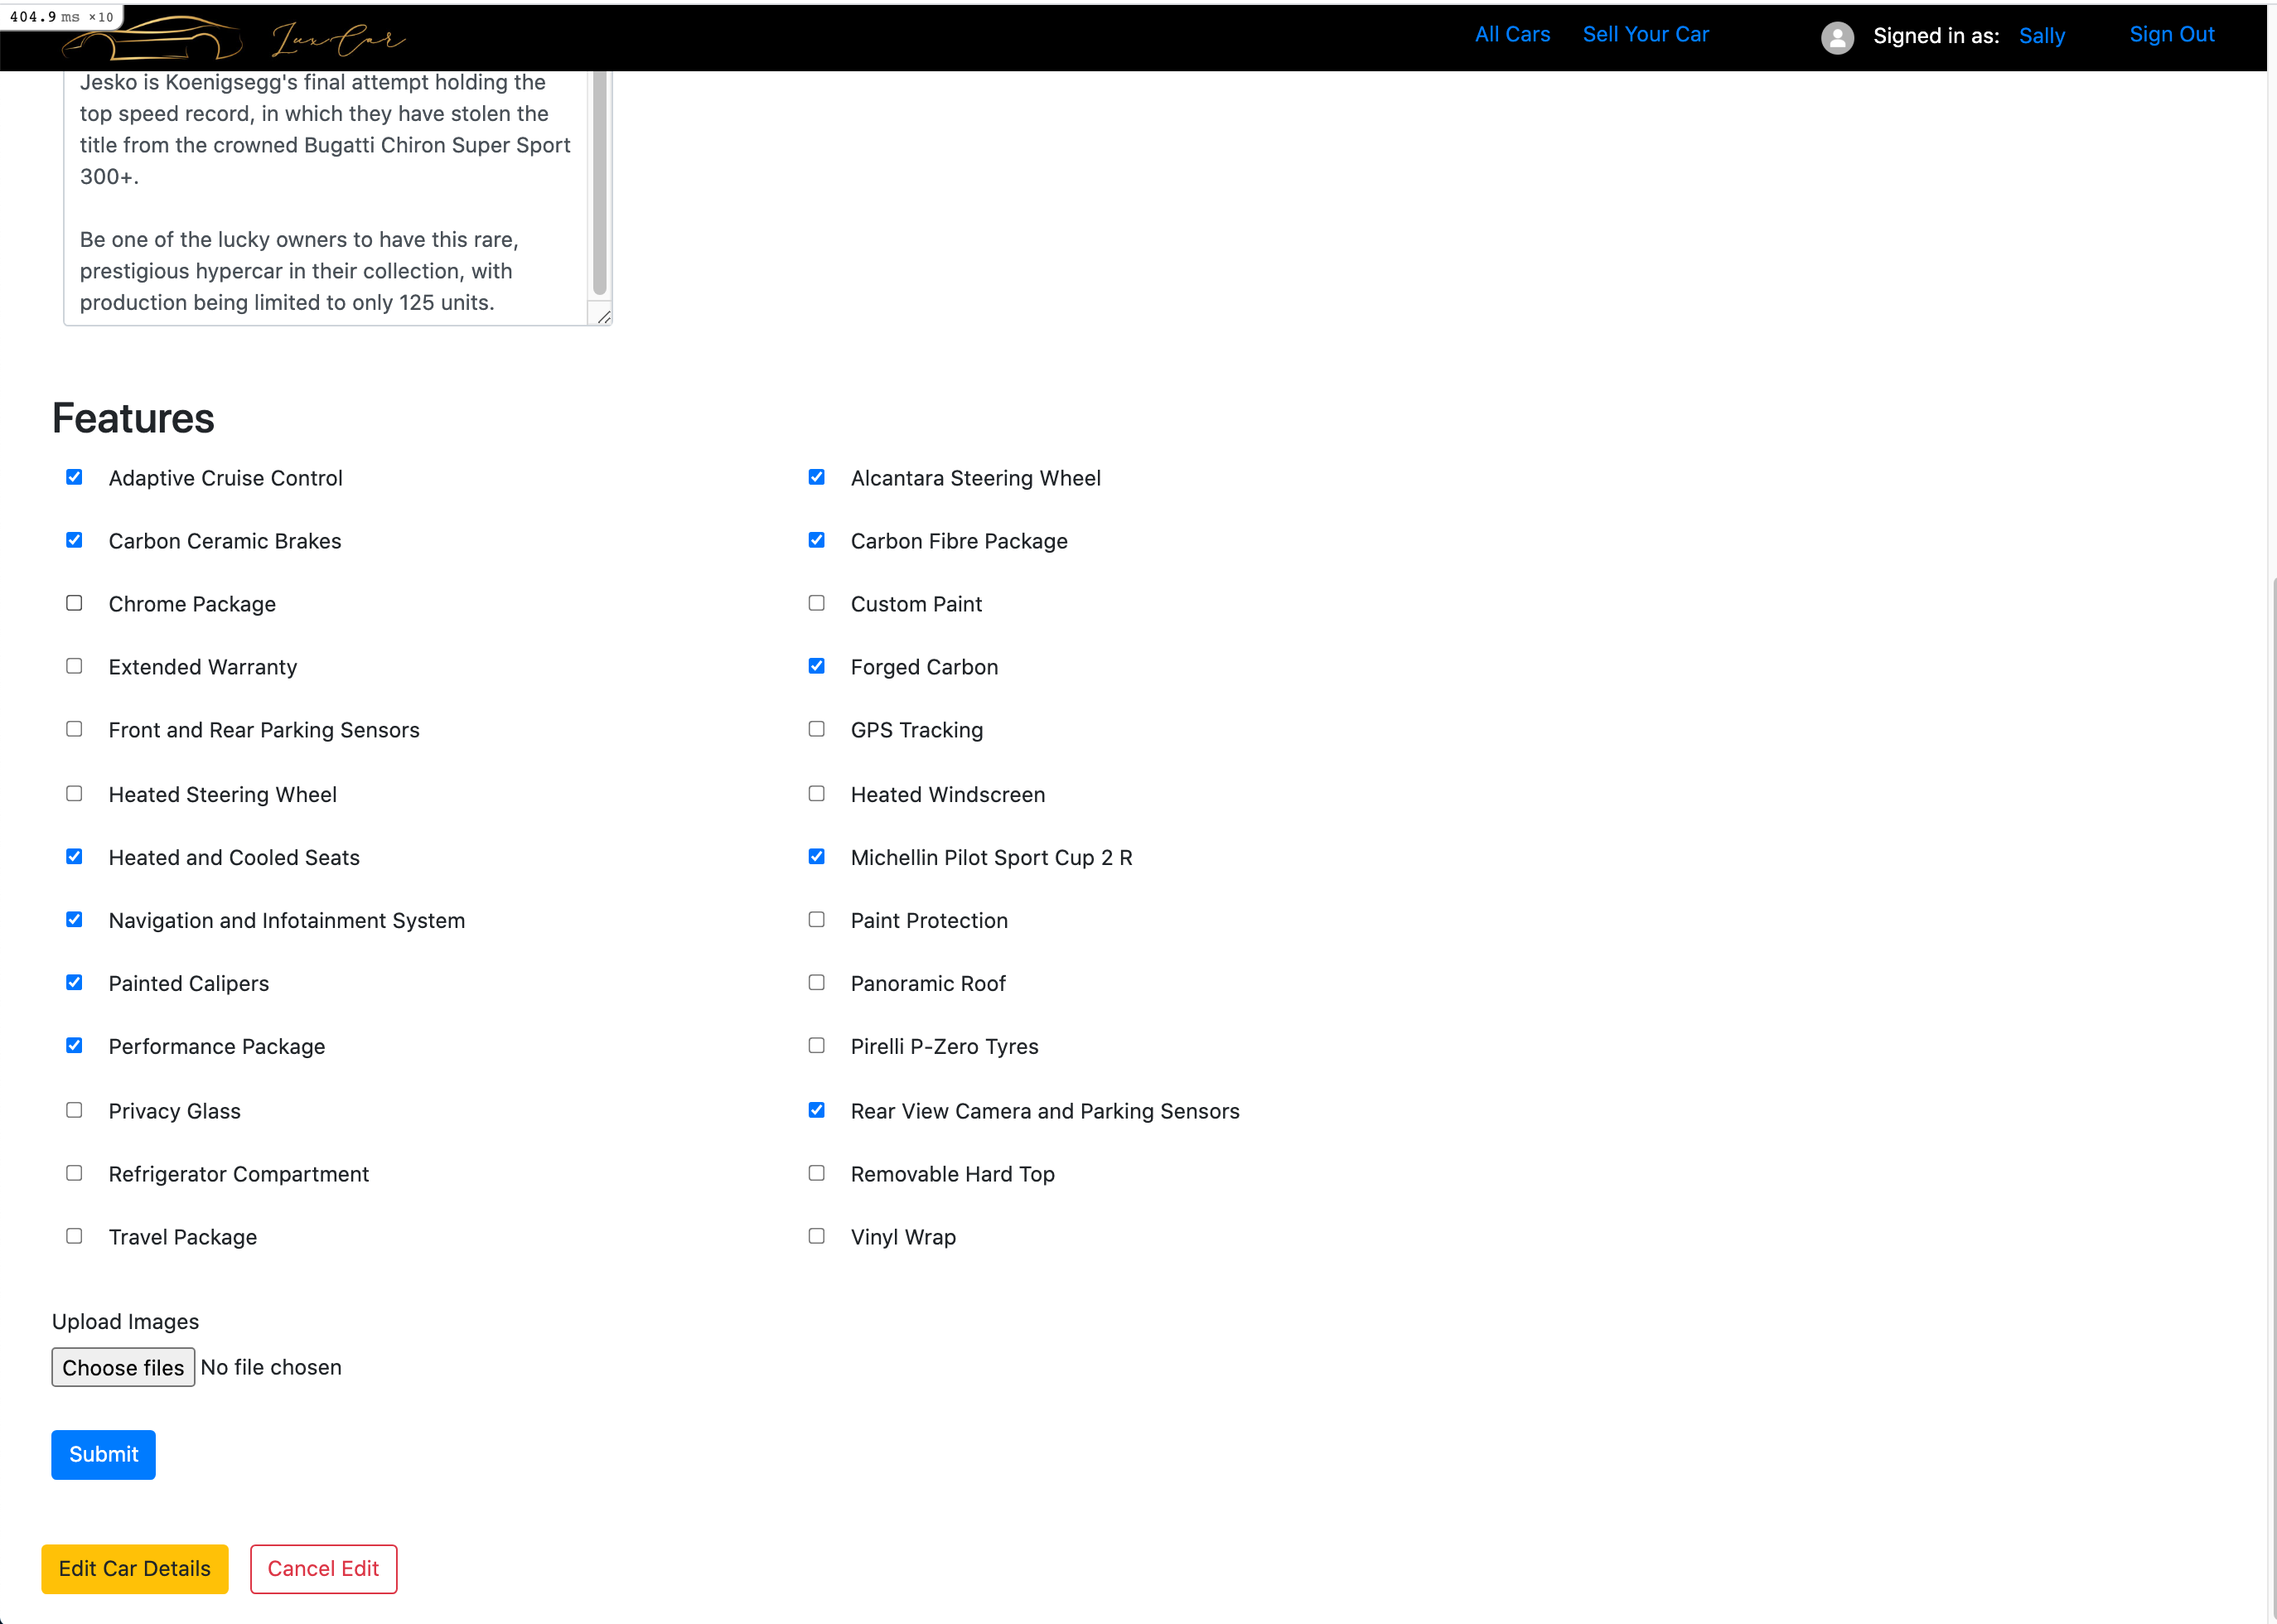 404.9 ms ×10
LuxCar
All Cars Sell Your Car Signed in as: Sally Sign Out
Jesko is Koenigsegg's final attempt holding the
top speed record, in which they have stolen the
title from the crowned Bugatti Chiron Super Sport
300+.
Be one of the lucky owners to have this rare,
prestigious hypercar in their collection, with
production being limited to only 125 units.
Features
Adaptive Cruise Control Alcantara Steering Wheel
Carbon Ceramic Brakes Carbon Fibre Package
Chrome Package Custom Paint
Extended Warranty Forged Carbon
Front and Rear Parking Sensors GPS Tracking
Heated Steering Wheel Heated Windscreen
Heated and Cooled Seats Michellin Pilot Sport Cup 2 R
Navigation and Infotainment System Paint Protection
Painted Calipers Panoramic Roof
Performance Package Pirelli P-Zero Tyres
Privacy Glass Rear View Camera and Parking Sensors
Refrigerator Compartment Removable Hard Top
Travel Package Vinyl Wrap
Upload Images
Choose files No file chosen
Submit
Edit Car Details Cancel Edit